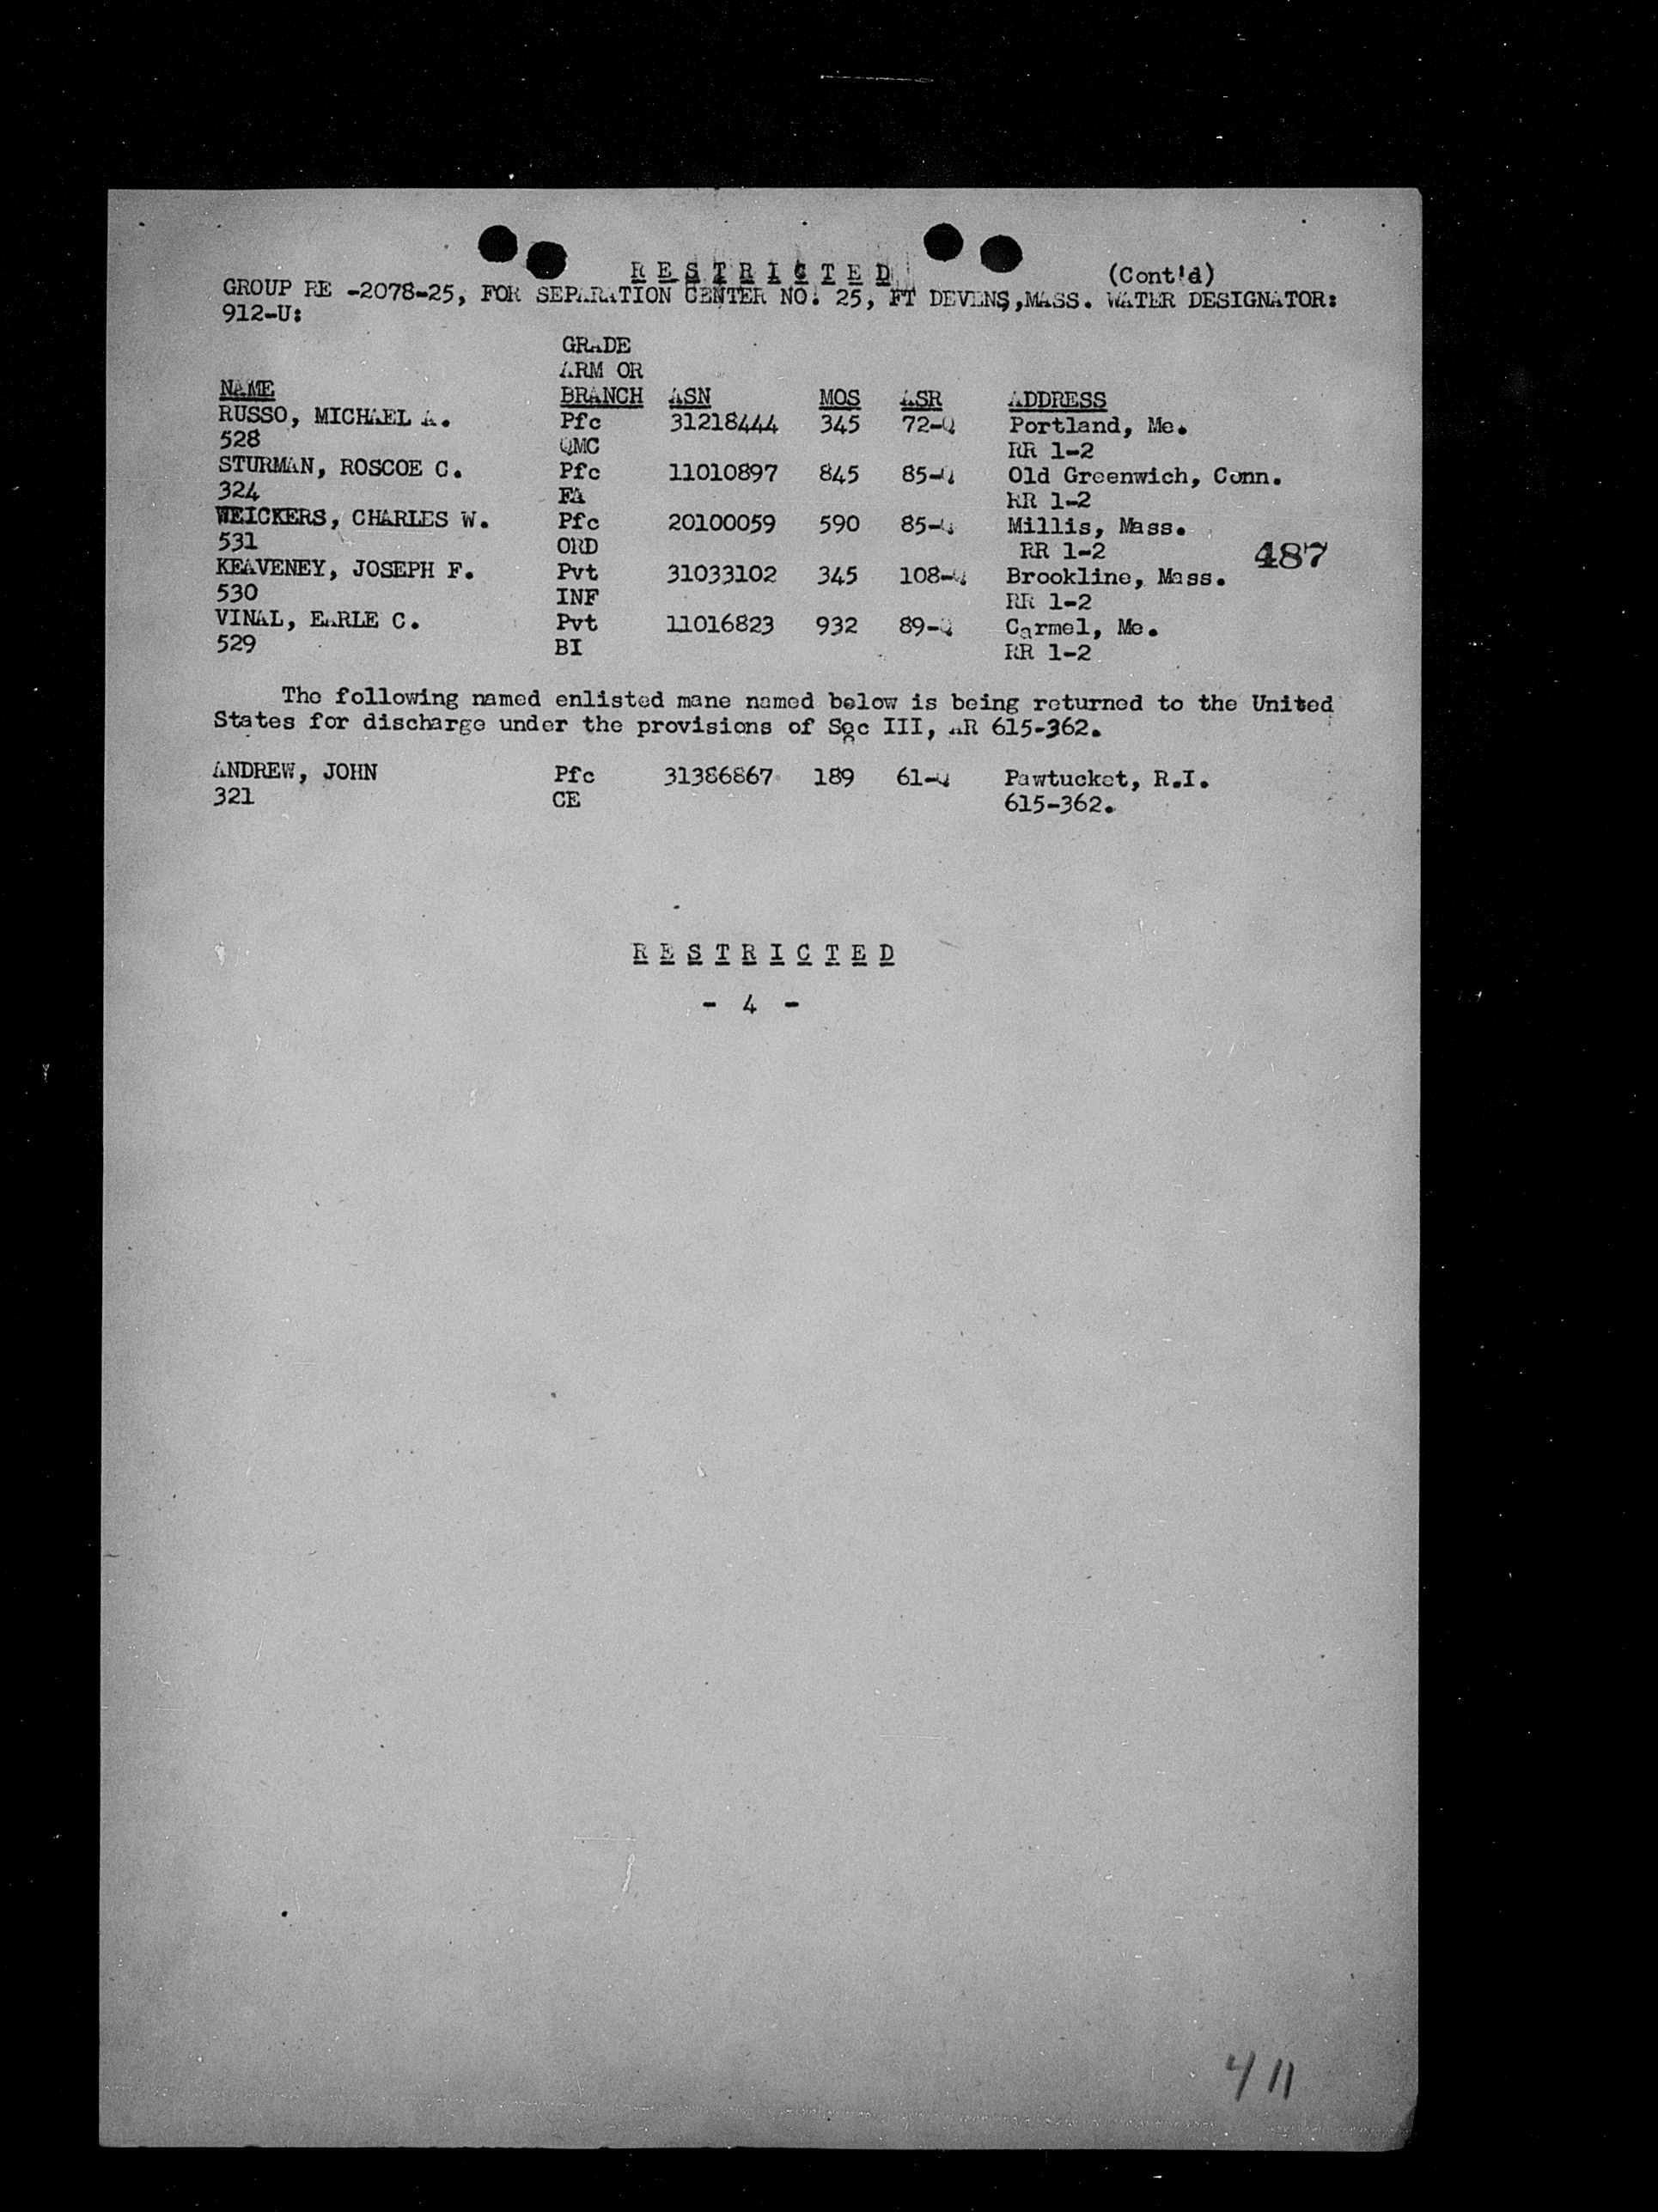 R E S T R I C T E D
(Cont'd)
GROUP RE -2078-25, FOR SEPARATION CENTER NO. 25, FT DEVENS,MASS. WATER DESIGNATOR:
912-U:
GRADE
ARM OR
NAME BRANCH ASN MOS ASR ADDRESS
RUSSO, MICHAEL A. Pfc 31218444 345 72-Q Portland, Me.
528 QMC RR 1-2
STURMAN, ROSCOE C. Pfc 11010897 845 85-Q Old Greenwich, Conn.
324 FA RR 1-2
WEICKERS, CHARLES W. Pfc 20100059 590 85-Q Millis, Mass.
531 ORD RR 1-2
487
KEAVENEY, JOSEPH F. Pvt 31033102 345 108-Q Brookline, Mass.
530 INF RR 1-2
VINAL, EARLE C. Pvt 11016823 932 89-Q Carmel, Me.
529 BI RR 1-2
The following named enlisted mane named below is being returned to the United
States for discharge under the provisions of Sec III, AR 615-362.
ANDREW, JOHN Pfc 31386867 189 61-Q Pawtucket, R.I.
321 CE 615-362.
R E S T R I C T E D
- 4 -
411